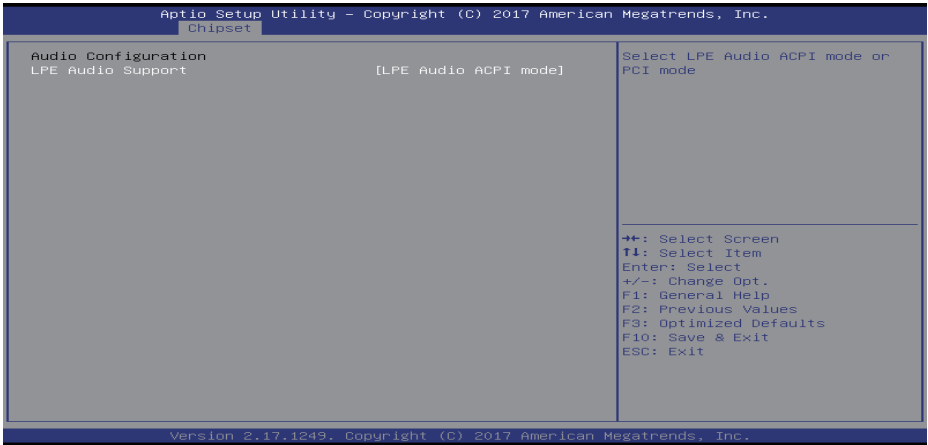 Aptio Setup Utility – Copyright (C) 2017 American Megatrends, Inc.
Chipset
Audio Configuration
LPE Audio Support [LPE Audio ACPI mode]
Select LPE Audio ACPI mode or
PCI mode
→←: Select Screen
↑↓: Select Item
Enter: Select
+/-: Change Opt.
F1: General Help
F2: Previous Values
F3: Optimized Defaults
F10: Save & Exit
ESC: Exit
Version 2.17.1249. Copyright (C) 2017 American Megatrends, Inc.